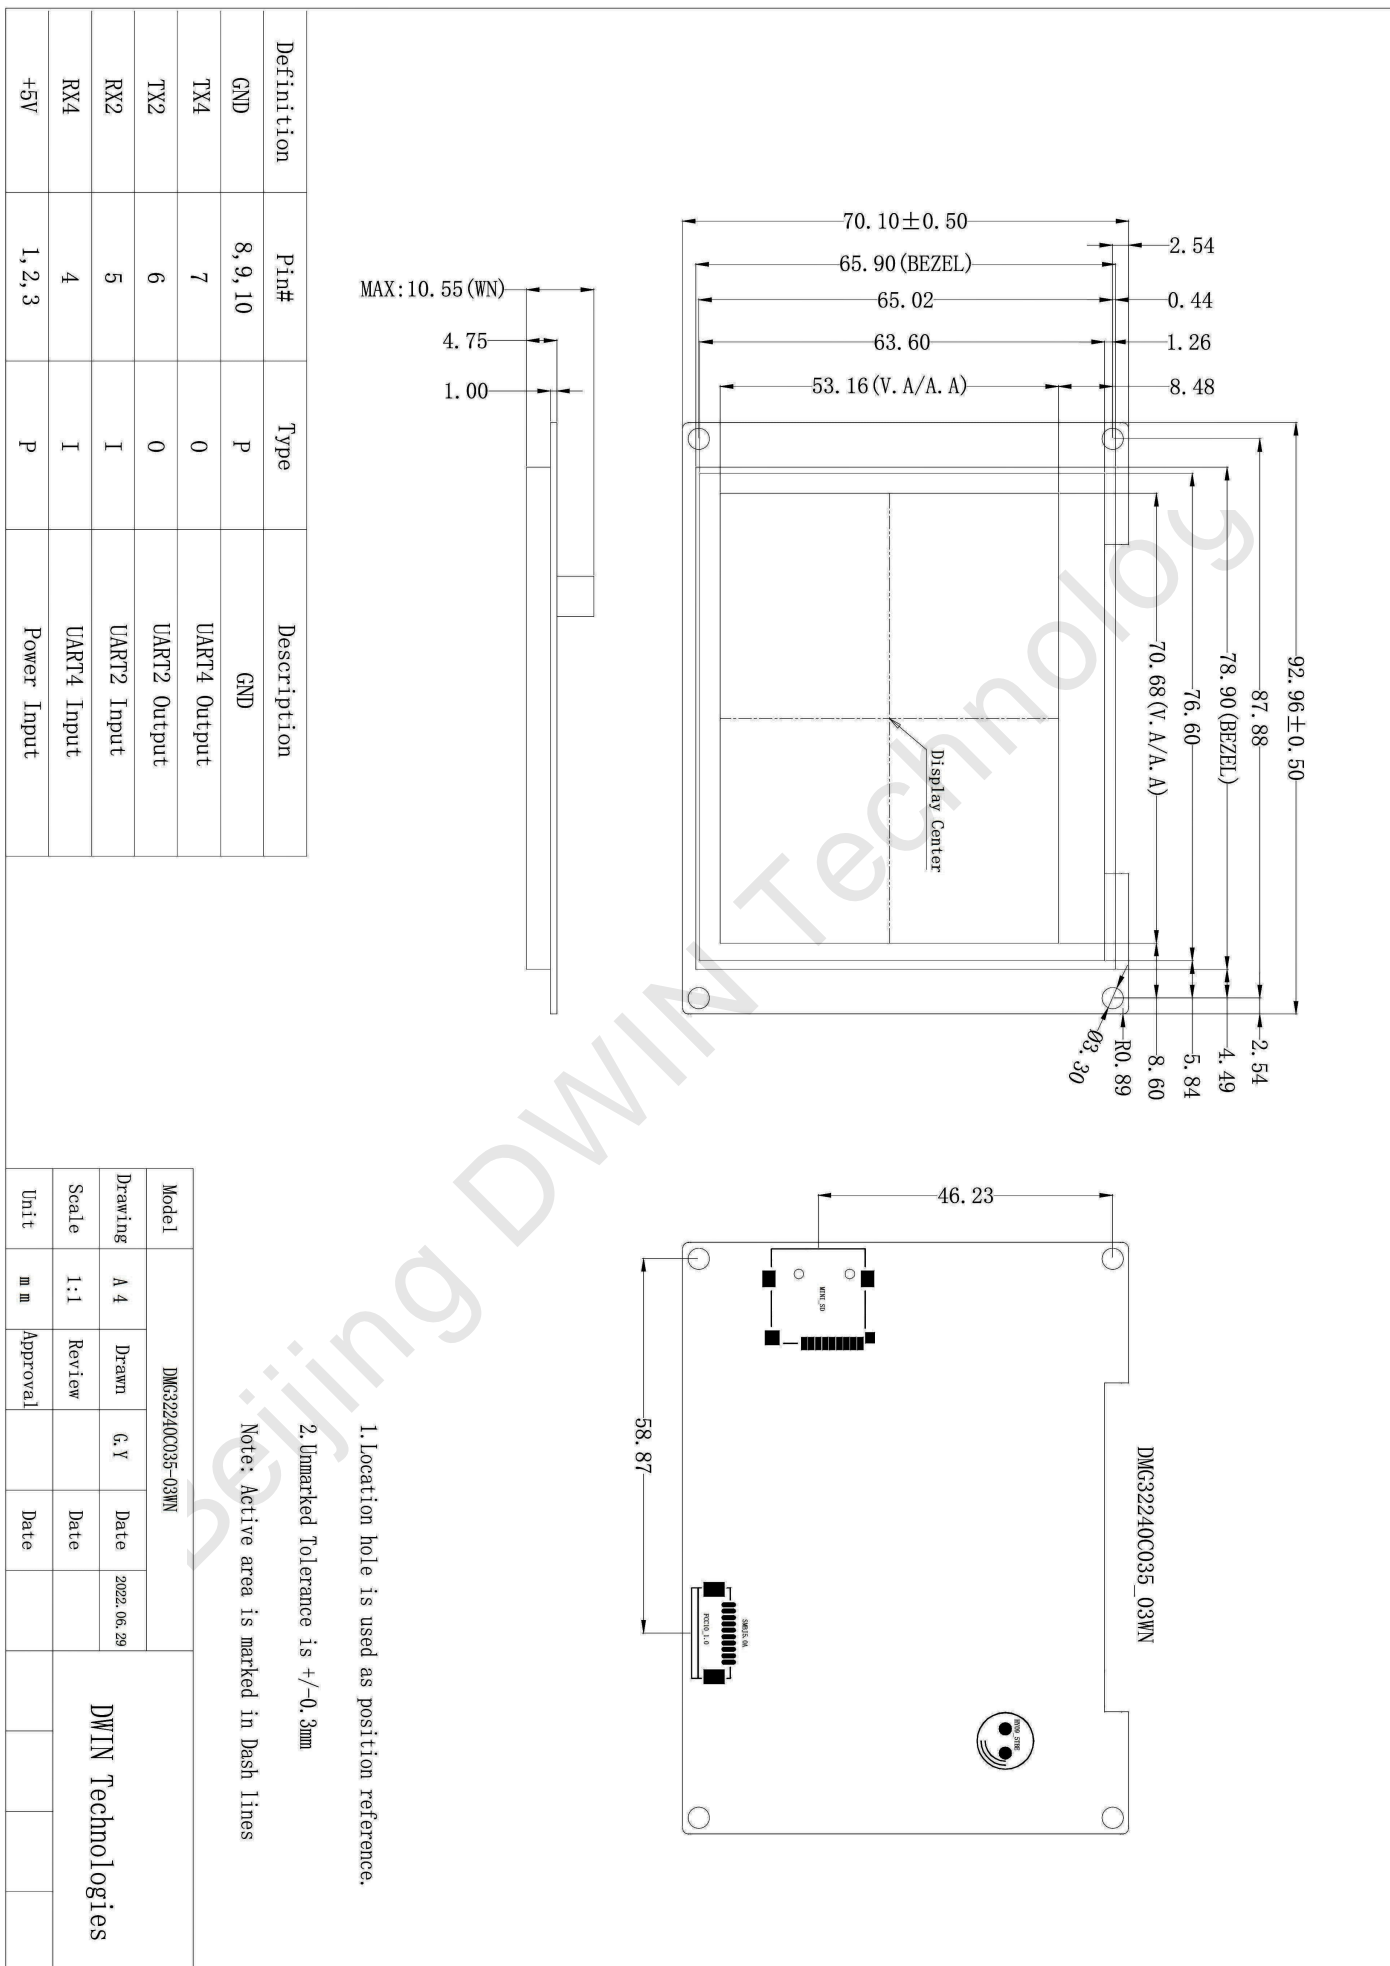 92.96±0.50
87.88
2.54
78.90(BEZEL)
4.49
76.60
5.84
70.68(V.A/A.A)
8.60
R0.89
Ø3.30
70.10±0.50
2.54
65.90(BEZEL)
65.02
0.44
63.60
1.26
53.16(V.A/A.A)
8.48
Display Center
MAX:10.55(WN)
4.75
1.00
DMG32240C035_03WN
46.23
58.87
MINI_SD
FCC10_1.0
1.Location hole is used as position reference.
2.Unmarked Tolerance is +/-0.3mm
Note: Active area is marked in Dash lines
Definition Pin# Type Description
GND 8,9,10 P GND
TX4 7 O UART4 Output
TX2 6 O UART2 Output
RX2 5 I UART2 Input
RX4 4 I UART4 Input
+5V 1,2,3 P Power Input
Model DMG32240C035-03WN
Drawing A 4 Drawn G.Y Date 2022.06.29
Scale 1:1 Review Date
Unit m m Approval Date
DWIN Technologies
Beijing DWIN Technology